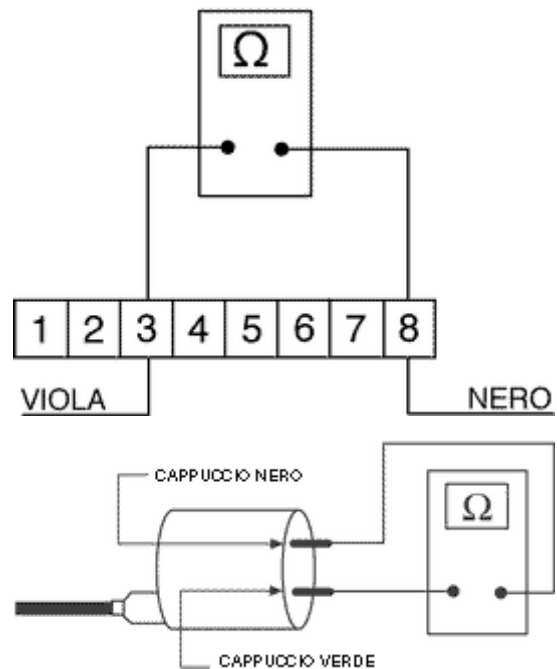 Ω
1 2 3 4 5 6 7 8
VIOLA NERO
CAPPUCCIO NERO
Ω
CAPPUCCIO VERDE